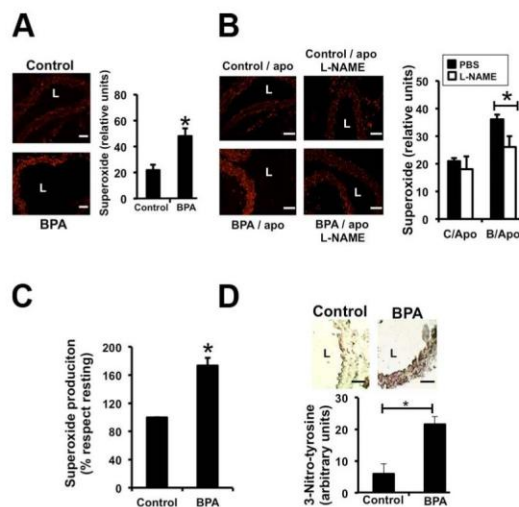 A
Control
L
L
BPA
Superoxide (relative units)
80
60
40
20
0
*
Control BPA
B
Control / apo
Control / apo
L-NAME
L
L
L
L
BPA / apo
BPA / apo
L-NAME
PBS
L-NAME
Superoxide (relative units)
50
40
30
20
10
0
*
C/Apo B/Apo
C
Superoxide produciton
(% respect resting)
200
160
120
80
40
0
*
Control BPA
D
Control BPA
L
L
3-Nitro-tyrosine
(arbitrary units)
30
20
10
0
*
Control BPA